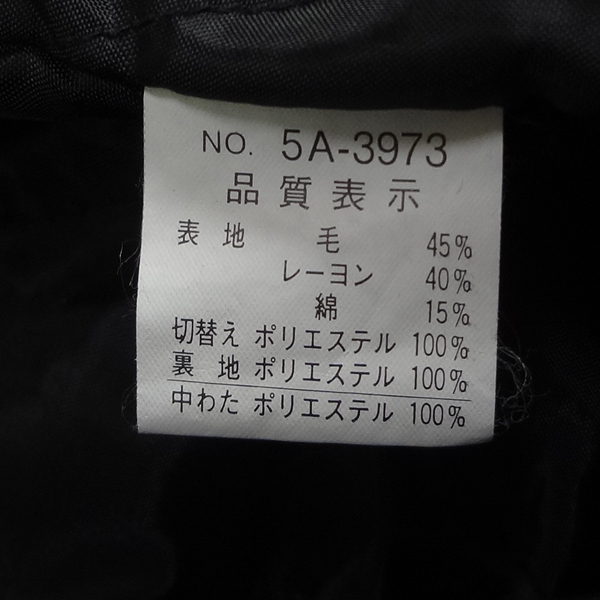 NO. 5A-3973
品質表示
表地 毛 45%
レーヨン 40%
綿 15%
切替え ポリエステル 100%
裏地 ポリエステル 100%
中わた ポリエステル 100%